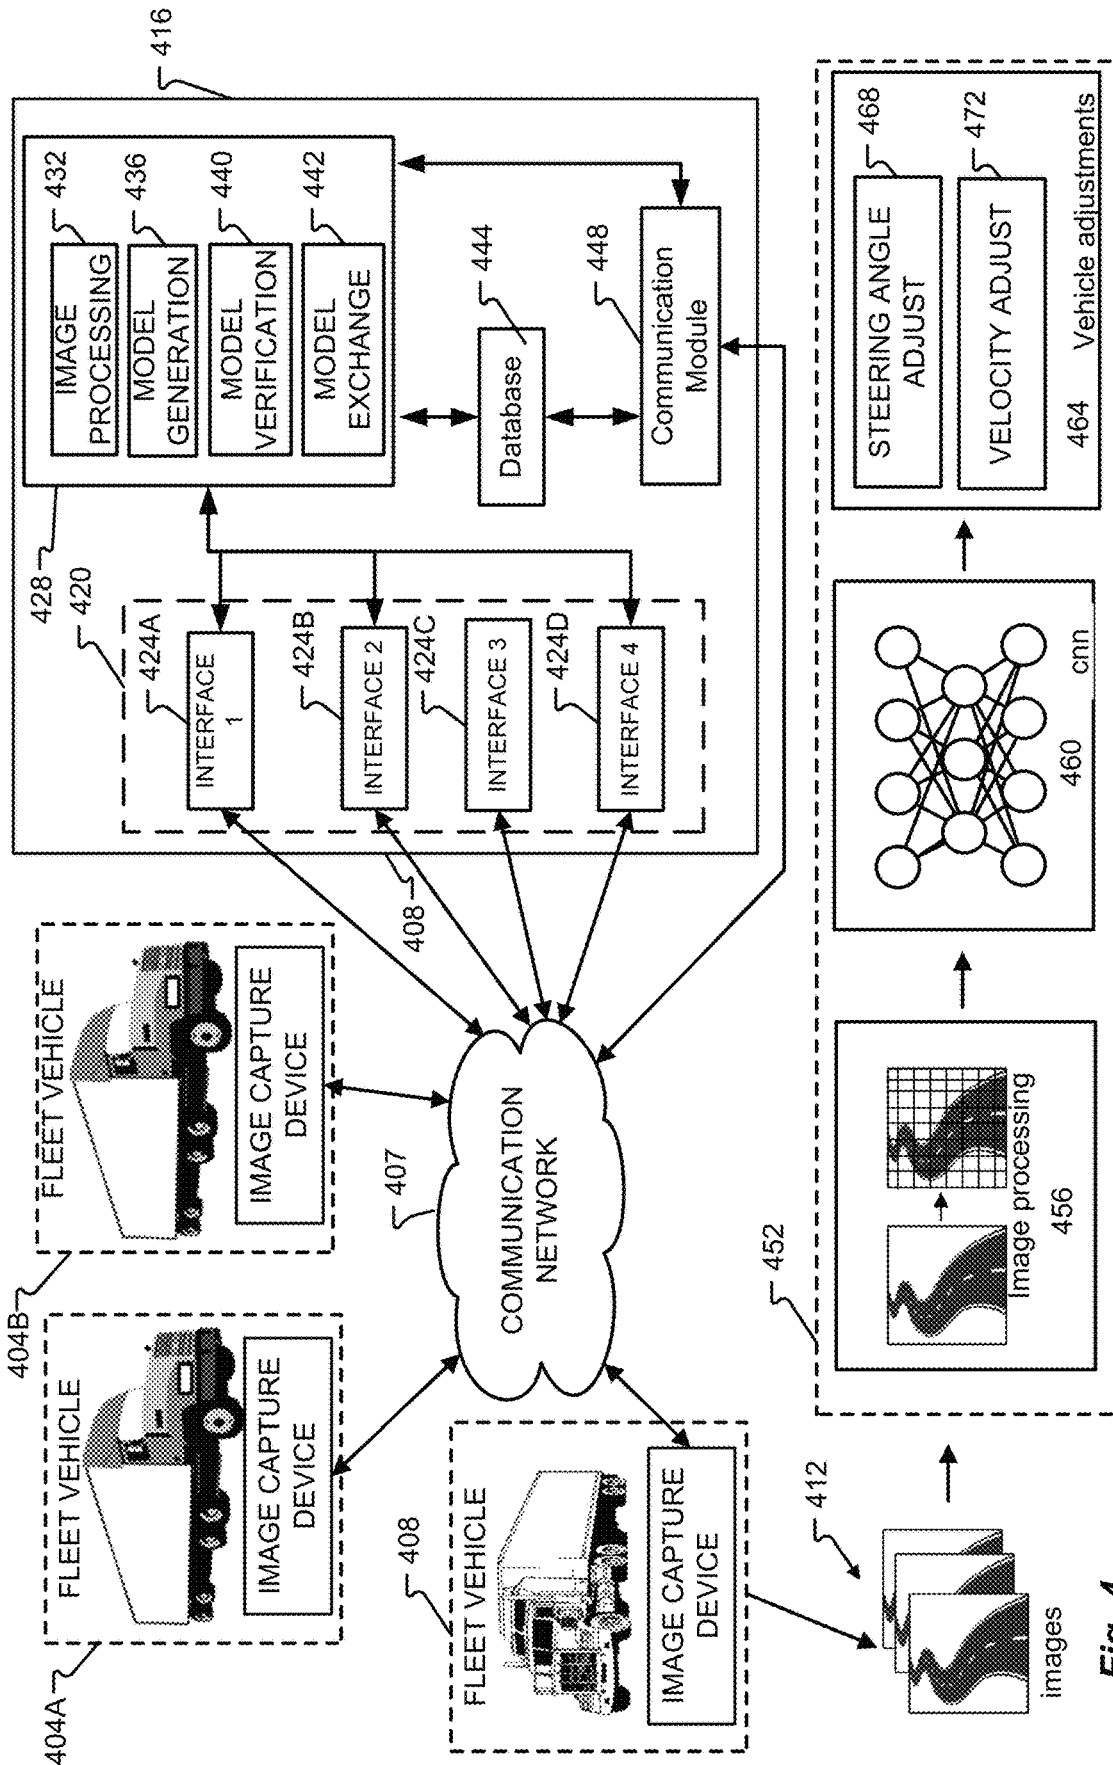 404A
FLEET VEHICLE
IMAGE CAPTURE
DEVICE
404B
FLEET VEHICLE
IMAGE CAPTURE
DEVICE
408
FLEET VEHICLE
IMAGE CAPTURE
DEVICE
407
COMMUNICATION
NETWORK
408
416
420
424A
INTERFACE
1
424B
INTERFACE 2
424C
INTERFACE 3
424D
INTERFACE 4
428
432
IMAGE
PROCESSING
436
MODEL
GENERATION
440
MODEL
VERIFICATION
442
MODEL
EXCHANGE
444
Database
448
Communication
Module
412
images
452
Image processing
456
460
cnn
468
STEERING ANGLE
ADJUST
472
VELOCITY ADJUST
464
Vehicle adjustments